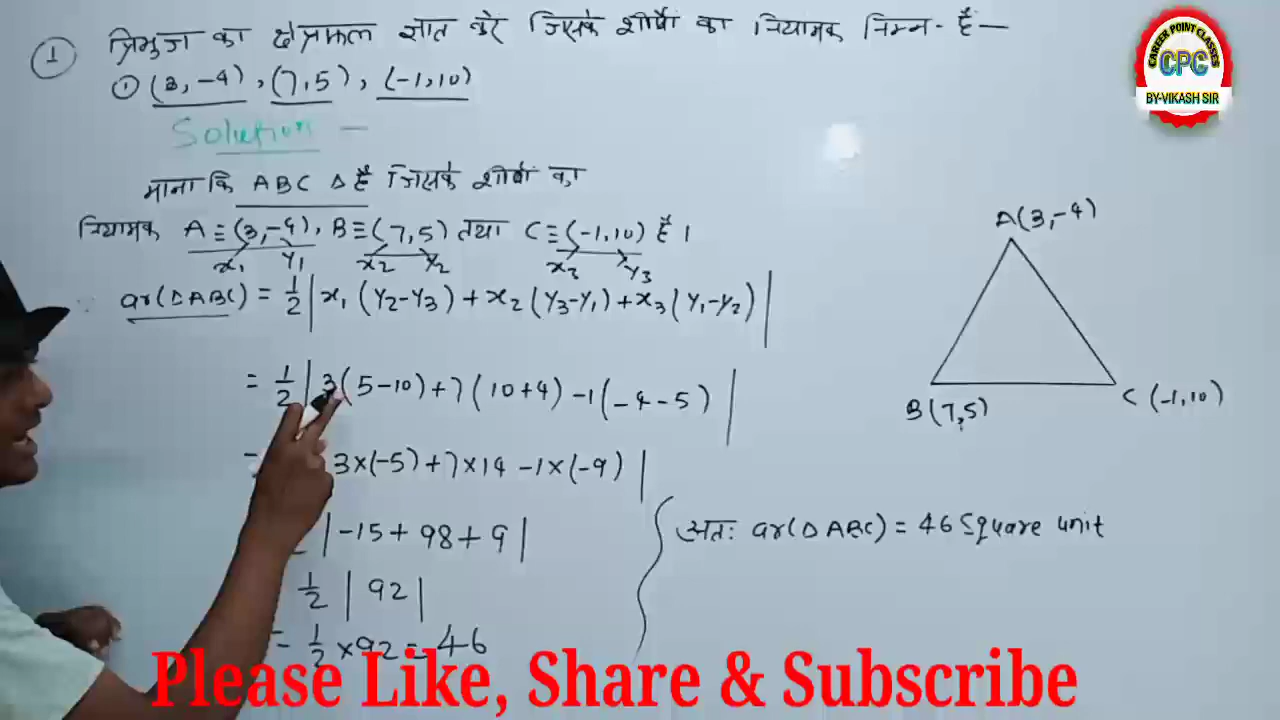 ① त्रिभुज का क्षेत्रफल ज्ञात करें जिसके शीर्षों का नियामक निम्न हैं—
① (3, -4), (7, 5), (-1, 10)
Solution —
माना कि ABC Δ है जिसके शीर्षों का
नियामक A ≡ (3, -4), B ≡ (7, 5) तथा C ≡ (-1, 10) है।
x₁ y₁ x₂ y₂ x₃ y₃
ar(ΔABC) = 1/2 | x₁(y₂-y₃) + x₂(y₃-y₁) + x₃(y₁-y₂) |
= 1/2 | 3(5-10) + 7(10+4) -1(-4-5) |
= 3×(-5) + 7×14 -1×(-9) |
| -15 + 98 + 9 |
1/2 | 92 |
= 1/2 × 92 = 46
A(3, -4)
B(7, 5)
C(-1, 10)
अतः ar(ΔABC) = 46 Square unit
CAREER POINT CLASSES
CPC
BY-VIKASH SIR
Please Like, Share & Subscribe